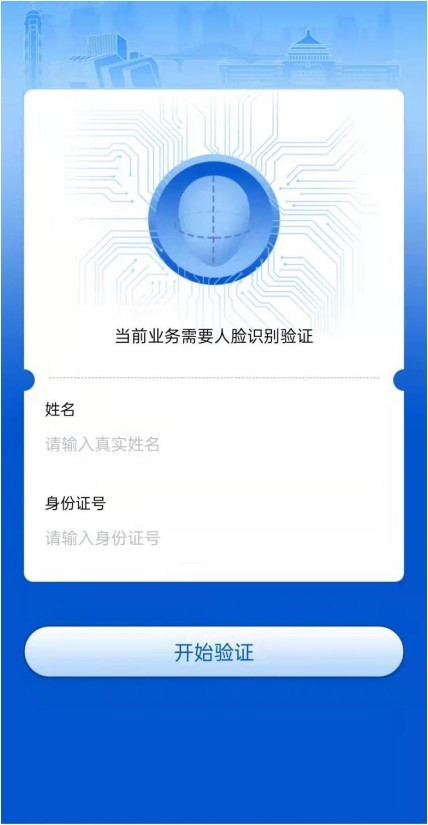 当前业务需要人脸识别验证
姓名
请输入真实姓名
身份证号
请输入身份证号
开始验证